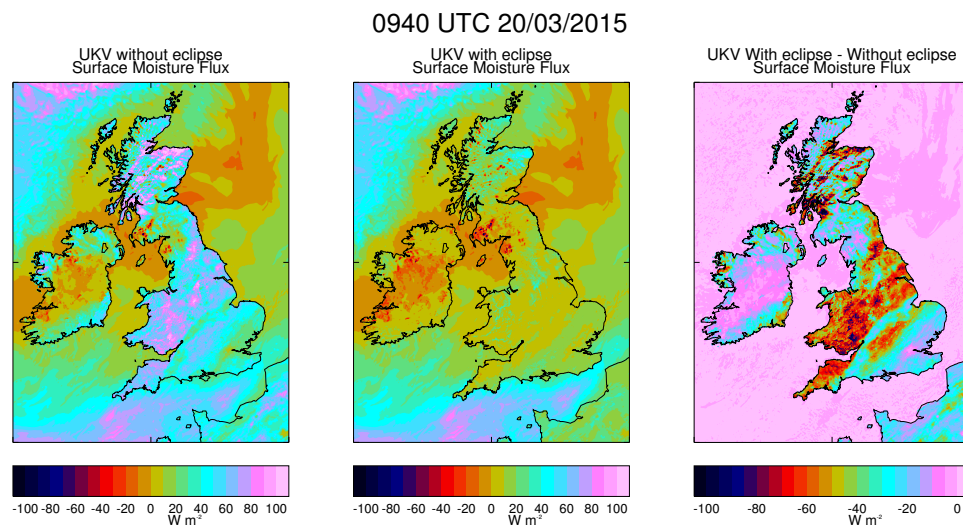 0940 UTC 20/03/2015
UKV without eclipse
Surface Moisture Flux
UKV with eclipse
Surface Moisture Flux
UKV With eclipse - Without eclipse
Surface Moisture Flux
-100 -80 -60 -40 -20 0 20 40 60 80 100
W m⁻²
-100 -80 -60 -40 -20 0 20 40 60 80 100
W m⁻²
-100 -80 -60 -40 -20 0
W m⁻²